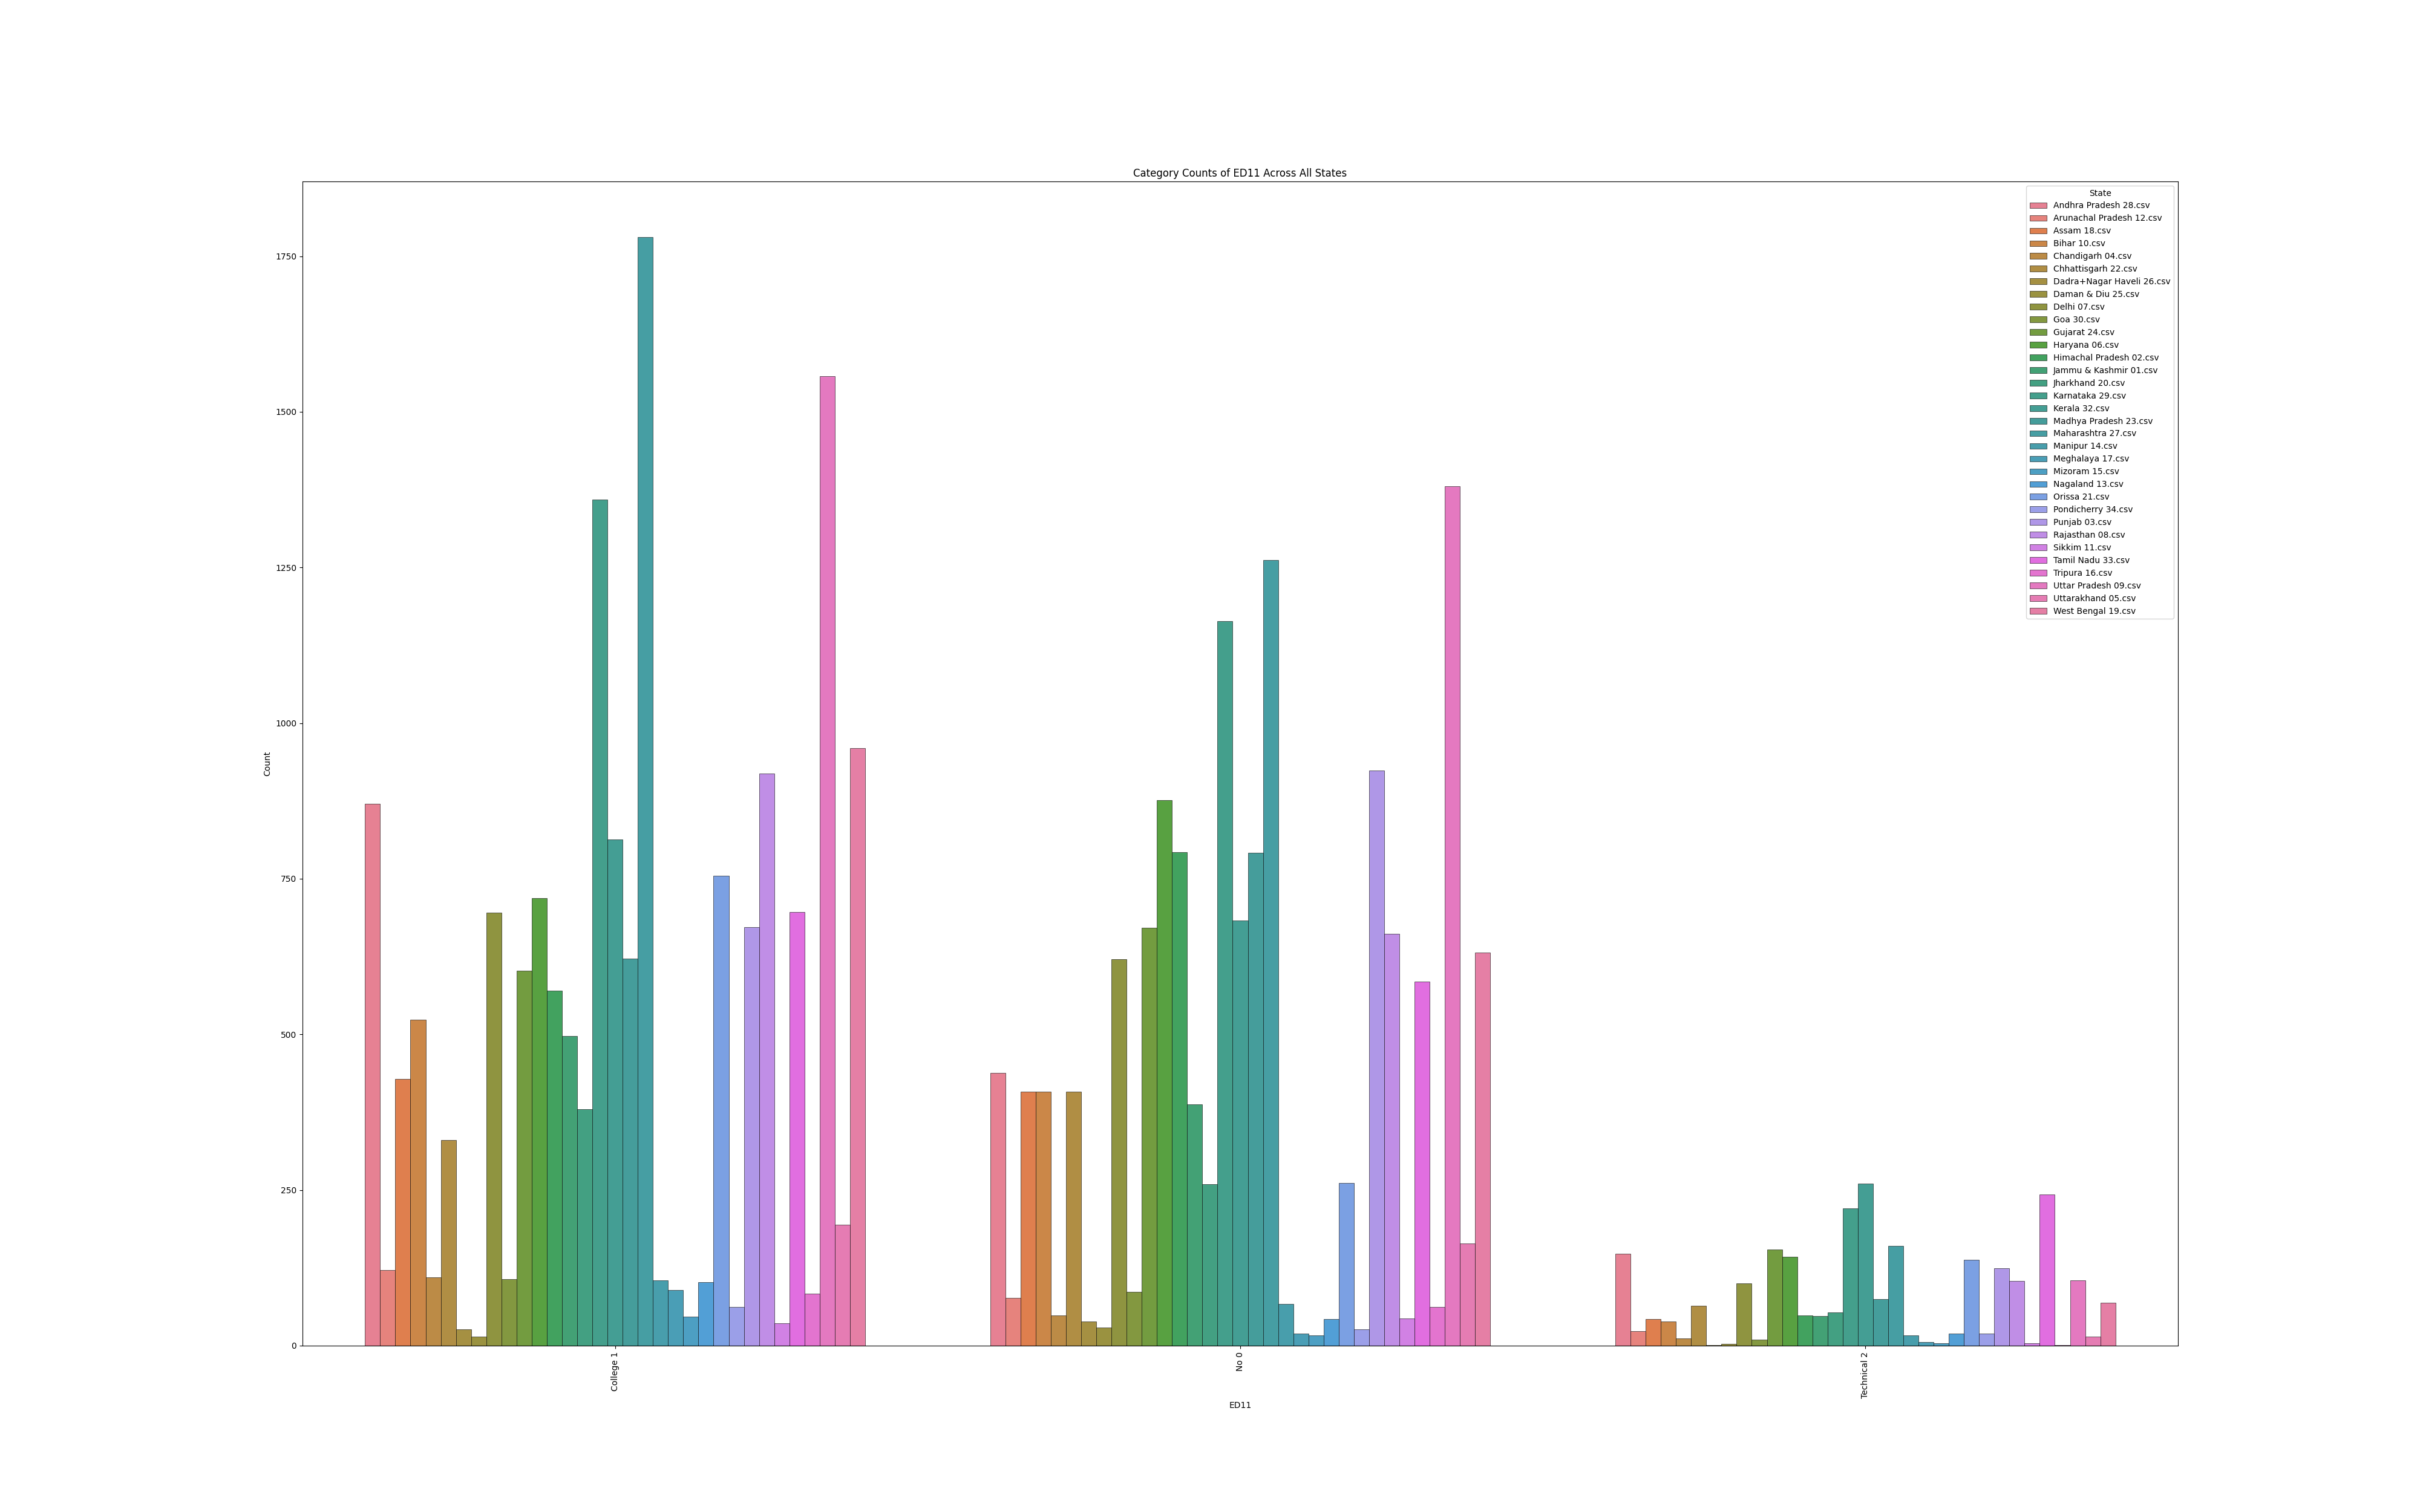 Category Counts of ED11 Across All States
State
Andhra Pradesh 28.csv
Arunachal Pradesh 12.csv
Assam 18.csv
Bihar 10.csv
Chandigarh 04.csv
Chhattisgarh 22.csv
Dadra+Nagar Haveli 26.csv
Daman & Diu 25.csv
Delhi 07.csv
Goa 30.csv
Gujarat 24.csv
Haryana 06.csv
Himachal Pradesh 02.csv
Jammu & Kashmir 01.csv
Jharkhand 20.csv
Karnataka 29.csv
Kerala 32.csv
Madhya Pradesh 23.csv
Maharashtra 27.csv
Manipur 14.csv
Meghalaya 17.csv
Mizoram 15.csv
Nagaland 13.csv
Orissa 21.csv
Pondicherry 34.csv
Punjab 03.csv
Rajasthan 08.csv
Sikkim 11.csv
Tamil Nadu 33.csv
Tripura 16.csv
Uttar Pradesh 09.csv
Uttarakhand 05.csv
West Bengal 19.csv
1750
1500
1250
1000
750
500
250
0
Count
College 1
No 0
Technical 2
ED11